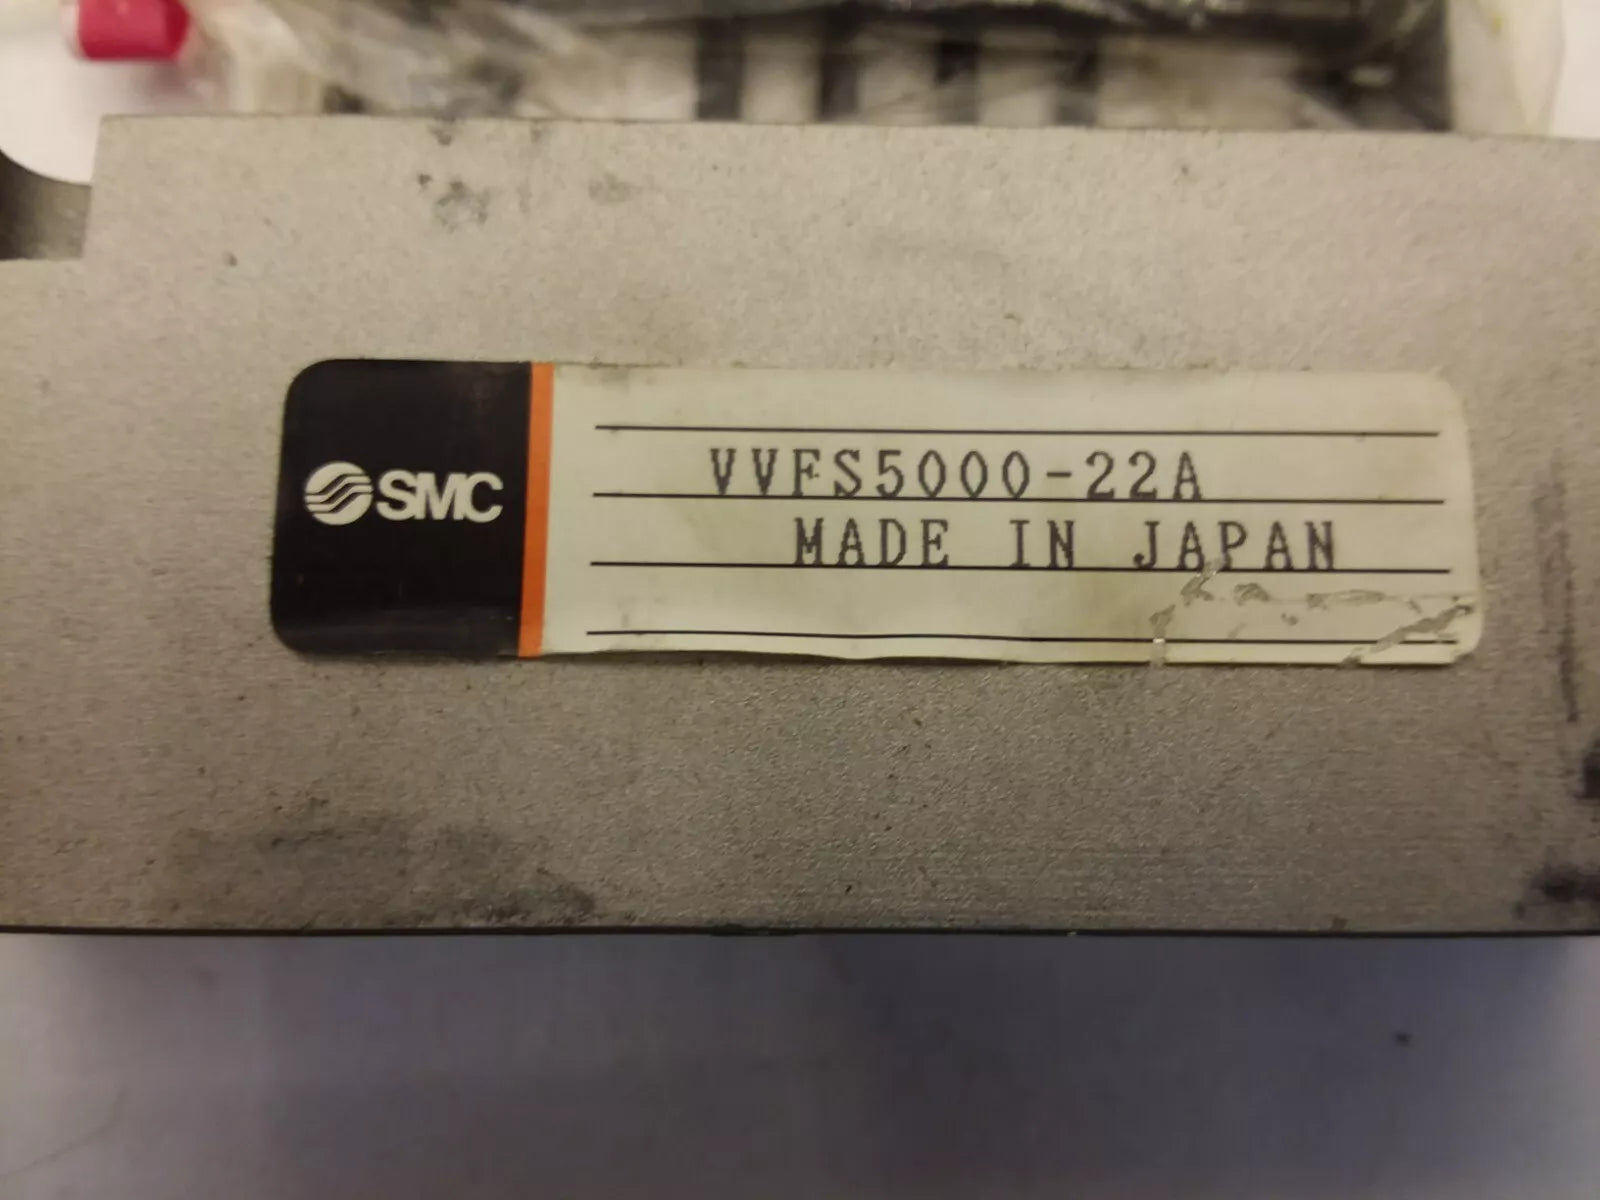 SMC
VVFS5000-22A
MADE IN JAPAN